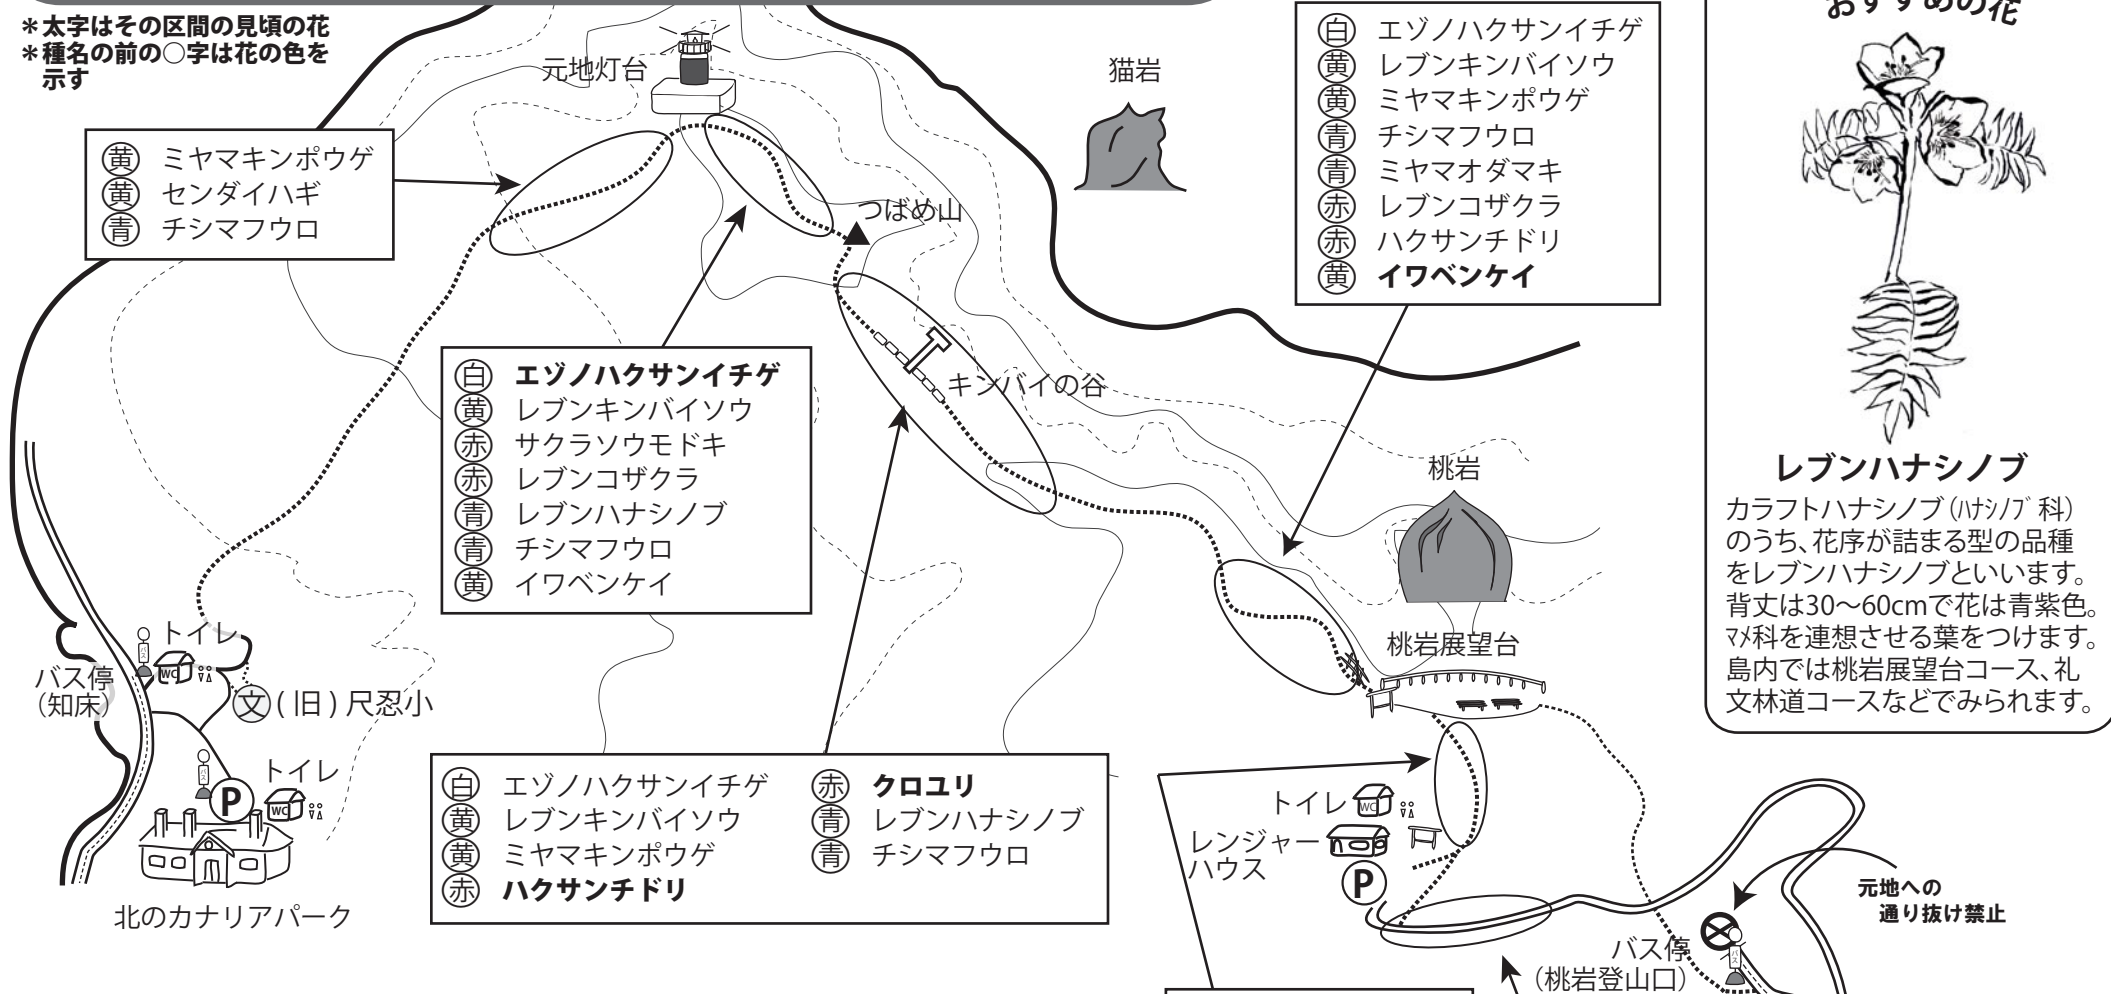 ＊太字はその区間の見頃の花
＊種名の前の○字は花の色を
示す
元地灯台
猫岩
黄 ミヤマキンポウゲ
黄 センダイハギ
青 チシマフウロ
つばめ山
白 エゾノハクサンイチゲ
黄 レブンキンバイソウ
黄 ミヤマキンポウゲ
青 チシマフウロ
青 ミヤマオダマキ
赤 レブンコザクラ
赤 ハクサンチドリ
黄 イワベンケイ
おすすめの花
レブンハナシノブ
カラフトハナシノブ(ハナシノブ科)
のうち、花序が詰まる型の品種
をレブンハナシノブといいます。
背丈は30～60cmで花は青紫色。
マメ科を連想させる葉をつけます。
島内では桃岩展望台コース、礼
文林道コースなどでみられます。
白 エゾノハクサンイチゲ
黄 レブンキンバイソウ
赤 サクラソウモドキ
赤 レブンコザクラ
青 レブンハナシノブ
青 チシマフウロ
黄 イワベンケイ
キンバイの谷
桃岩
桃岩展望台
トイレ
WC
バス停
(知床)
バス
文(旧)尺忍小
バス
P
トイレ
WC
北のカナリアパーク
白 エゾノハクサンイチゲ
黄 レブンキンバイソウ
黄 ミヤマキンポウゲ
赤 ハクサンチドリ
赤 クロユリ
青 レブンハナシノブ
青 チシマフウロ
トイレ
WC
レンジャー
ハウス
P
元地への
通り抜け禁止
バス停
(桃岩登山口)
バス